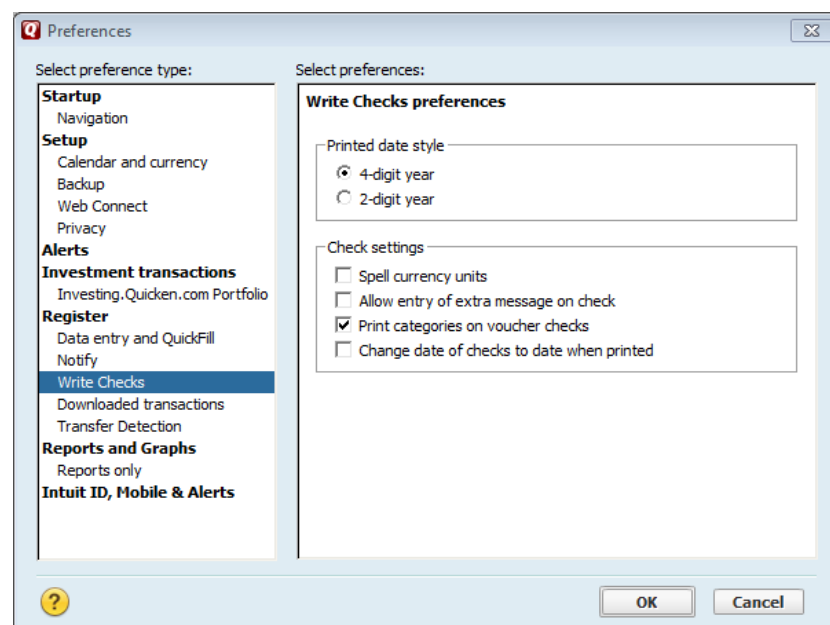 Preferences
Select preference type:
Startup
Navigation
Setup
Calendar and currency
Backup
Web Connect
Privacy
Alerts
Investment transactions
Investing.Quicken.com Portfolio
Register
Data entry and QuickFill
Notify
Write Checks
Downloaded transactions
Transfer Detection
Reports and Graphs
Reports only
Intuit ID, Mobile & Alerts
Select preferences:
Write Checks preferences
Printed date style
4-digit year
2-digit year
Check settings
Spell currency units
Allow entry of extra message on check
Print categories on voucher checks
Change date of checks to date when printed
?
OK
Cancel